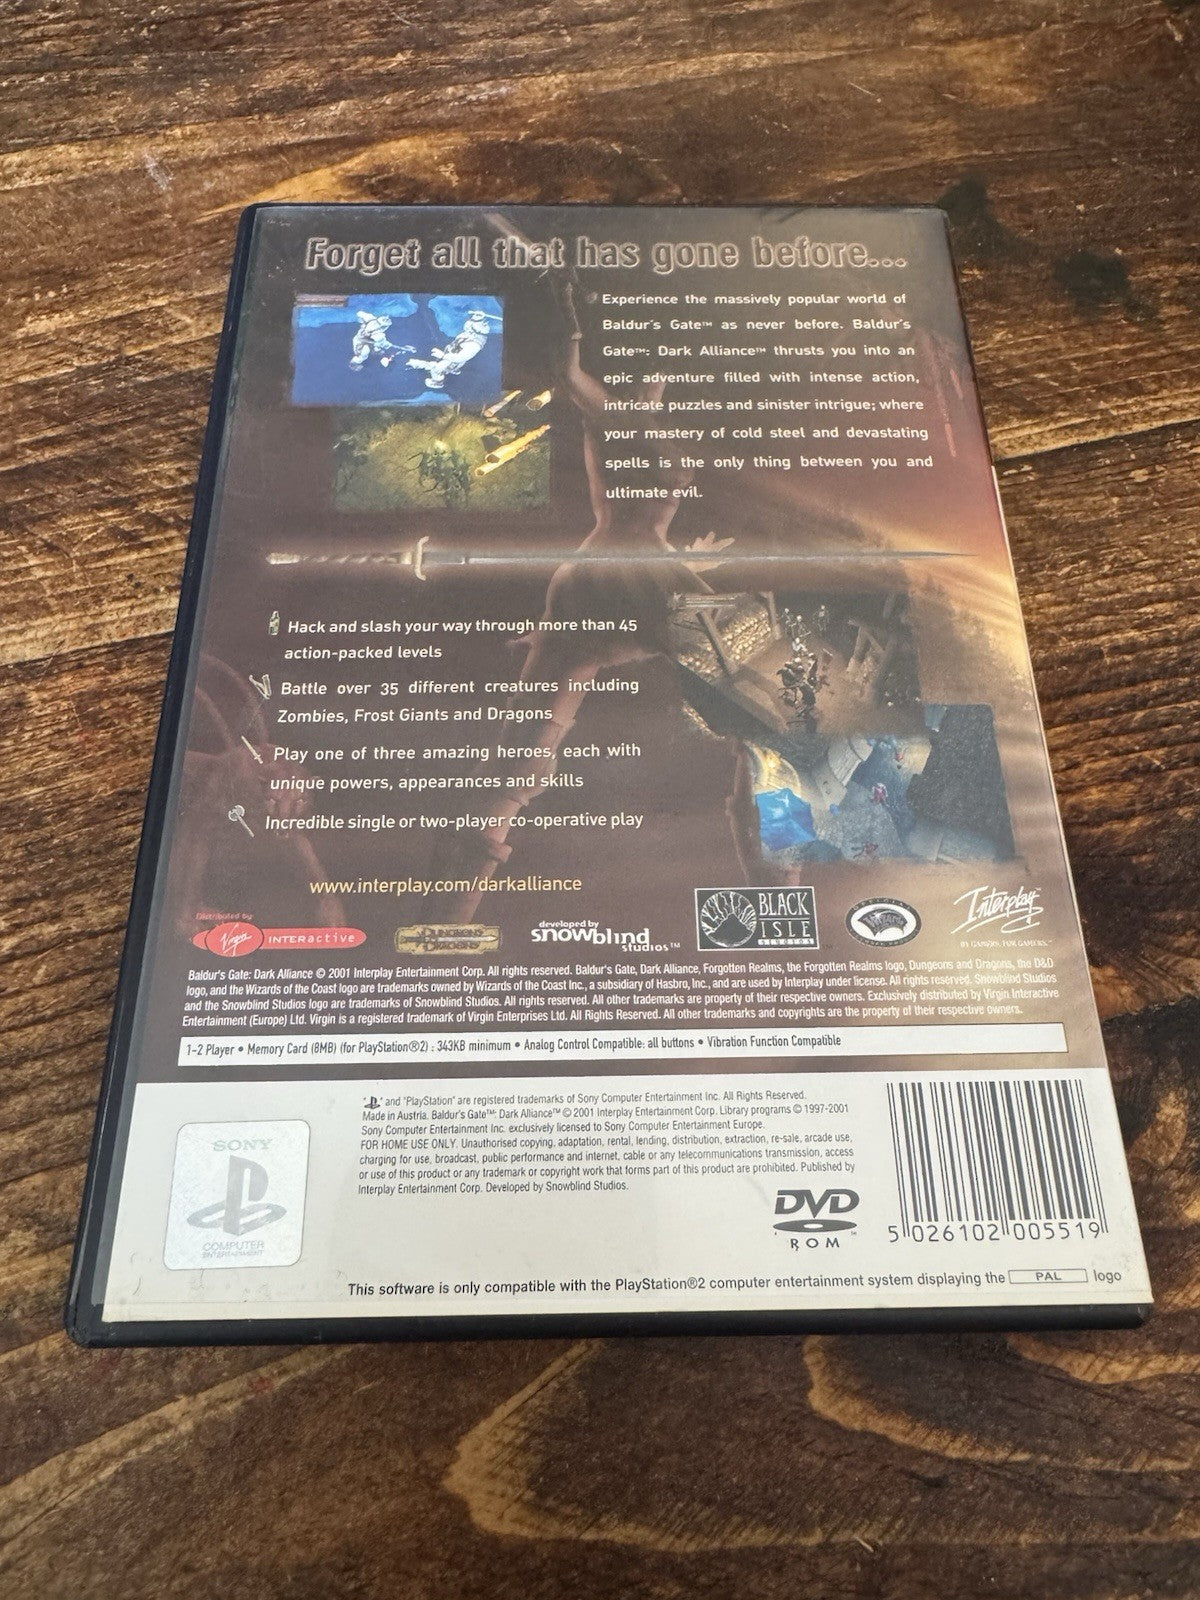 Forget all that has gone before...
Experience the massively popular world of
Baldur's Gate™ as never before. Baldur's
Gate™: Dark Alliance™ thrusts you into an
epic adventure filled with intense action,
intricate puzzles and sinister intrigue; where
your mastery of cold steel and devastating
spells is the only thing between you and
ultimate evil.
Hack and slash your way through more than 45
action-packed levels
Battle over 35 different creatures including
Zombies, Frost Giants and Dragons
Play one of three amazing heroes, each with
unique powers, appearances and skills
Incredible single or two-player co-operative play
www.interplay.com/darkalliance
Distributed by
Virgin INTERactive
DUNGEONS & DRAGONS
developed by
snowblind
studios™
BLACK
ISLE
STUDIOS
Interplay™
BY GAMERS. FOR GAMERS.™
Baldur's Gate: Dark Alliance © 2001 Interplay Entertainment Corp. All rights reserved. Baldur's Gate, Dark Alliance, Forgotten Realms, the Forgotten Realms logo, Dungeons and Dragons, the D&D
logo, and the Wizards of the Coast logo are trademarks owned by Wizards of the Coast Inc., a subsidiary of Hasbro, Inc., and are used by Interplay under license. All rights reserved. Snowblind Studios
and the Snowblind Studios logo are trademarks of Snowblind Studios. All rights reserved. All other trademarks are property of their respective owners. Exclusively distributed by Virgin Interactive
Entertainment (Europe) Ltd. Virgin is a registered trademark of Virgin Enterprises Ltd. All Rights Reserved. All other trademarks and copyrights are the property of their respective owners.
1-2 Player • Memory Card (8MB) (for PlayStation®2) : 343KB minimum • Analog Control Compatible: all buttons • Vibration Function Compatible
" " and "PlayStation" are registered trademarks of Sony Computer Entertainment Inc. All Rights Reserved.
Made in Austria. Baldur's Gate™: Dark Alliance™ © 2001 Interplay Entertainment Corp. Library programs © 1997-2001
Sony Computer Entertainment Inc. exclusively licensed to Sony Computer Entertainment Europe.
FOR HOME USE ONLY. Unauthorised copying, adaptation, rental, lending, distribution, extraction, re-sale, arcade use,
charging for use, broadcast, public performance and internet, cable or any telecommunications transmission, access
or use of this product or any trademark or copyright work that forms part of this product are prohibited. Published by
Interplay Entertainment Corp. Developed by Snowblind Studios.
SONY
COMPUTER
ENTERTAINMENT
DVD
ROM
5 026102 005519
This software is only compatible with the PlayStation®2 computer entertainment system displaying the PAL logo